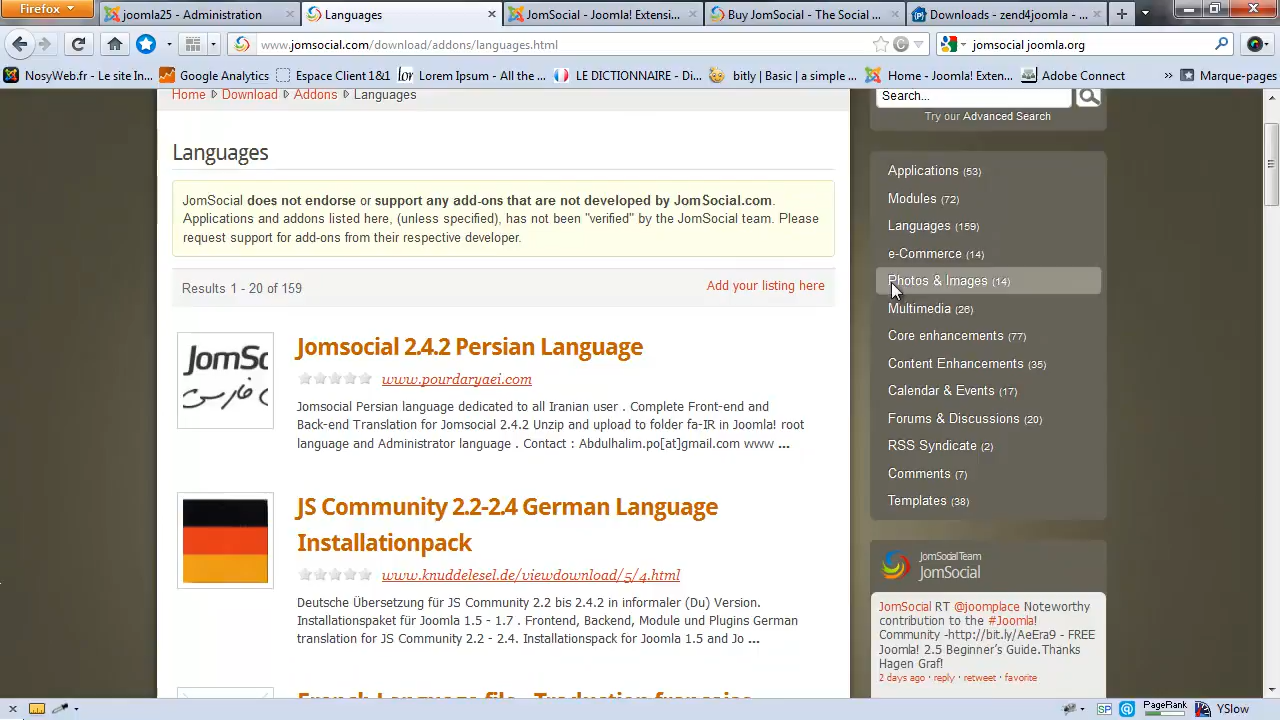 Firefox
joomla25 - Administration
Languages
JomSocial - Joomla! Extensi...
Buy JomSocial - The Social ...
Downloads - zend4joomla - ...
www.jomsocial.com/download/addons/languages.html
jomsocial joomla.org
NosyWeb.fr - Le site In...
Google Analytics
Espace Client 1&1
Lorem Ipsum - All the ...
LE DICTIONNAIRE - Di...
bitly | Basic | a simple ...
Home - Joomla! Exten...
Adobe Connect
»
Marque-pages
Home Download Addons Languages
Search...
Try our Advanced Search
Languages
JomSocial does not endorse or support any add-ons that are not developed by JomSocial.com.
Applications and addons listed here, (unless specified), has not been "verified" by the JomSocial team. Please
request support for add-ons from their respective developer.
Results 1 - 20 of 159
Add your listing here
JomSo
Jomsocial 2.4.2 Persian Language
www.pourdaryaei.com
Jomsocial Persian language dedicated to all Iranian user . Complete Front-end and
Back-end Translation for Jomsocial 2.4.2 Unzip and upload to folder fa-IR in Joomla! root
language and Administrator language . Contact : Abdulhalim.po[at]gmail.com www ...
JS Community 2.2-2.4 German Language
Installationpack
www.knuddelesel.de/viewdownload/5/4.html
Deutsche Übersetzung für JS Community 2.2 bis 2.4.2 in informaler (Du) Version.
Installationspaket für Joomla 1.5 - 1.7 . Frontend, Backend, Module und Plugins German
translation for JS Community 2.2 - 2.4. Installationspack for Joomla 1.5 and Jo ...
French Language file - Traduction française
Applications (53)
Modules (72)
Languages (159)
e-Commerce (14)
Photos & Images (14)
Multimedia (26)
Core enhancements (77)
Content Enhancements (35)
Calendar & Events (17)
Forums & Discussions (20)
RSS Syndicate (2)
Comments (7)
Templates (38)
JomSocialTeam
JomSocial
JomSocial RT @joomplace Noteworthy
contribution to the #Joomla!
Community -http://bit.ly/AeEra9 - FREE
Joomla! 2.5 Beginner's Guide.Thanks
Hagen Graf!
2 days ago · reply · retweet · favorite
SP
PageRank
YSlow